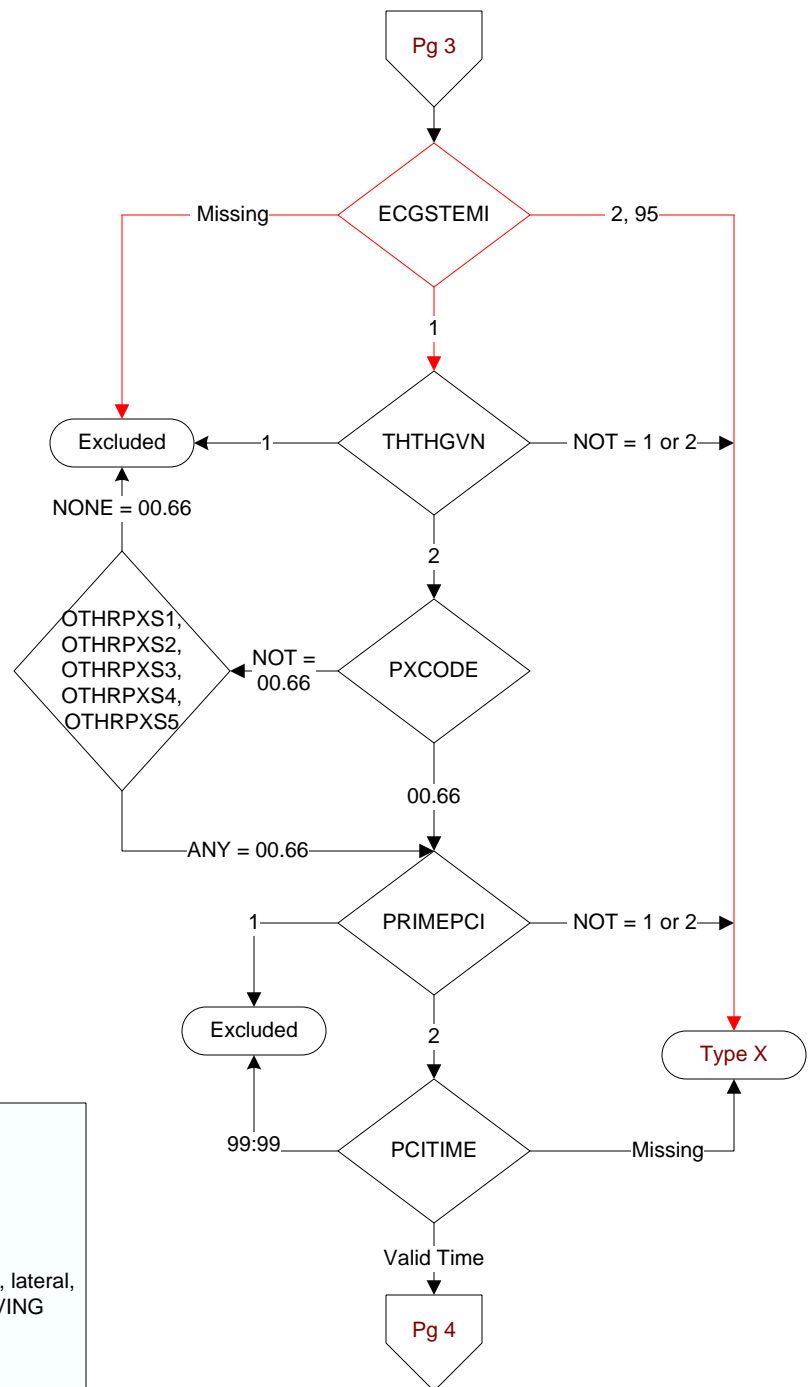 Pg 3
Missing
ECGSTEMI
2, 95
1
Excluded
1
THTHGVN
NOT = 1 or 2
NONE = 00.66
2
OTHRPXS1,
OTHRPXS2,
OTHRPXS3,
OTHRPXS4,
OTHRPXS5
NOT =
00.66
PXCODE
00.66
ANY = 00.66
1
PRIMEPCI
NOT = 1 or 2
Excluded
2
Type X
99:99
PCITIME
Missing
Valid Time
, lateral,
Pg 4